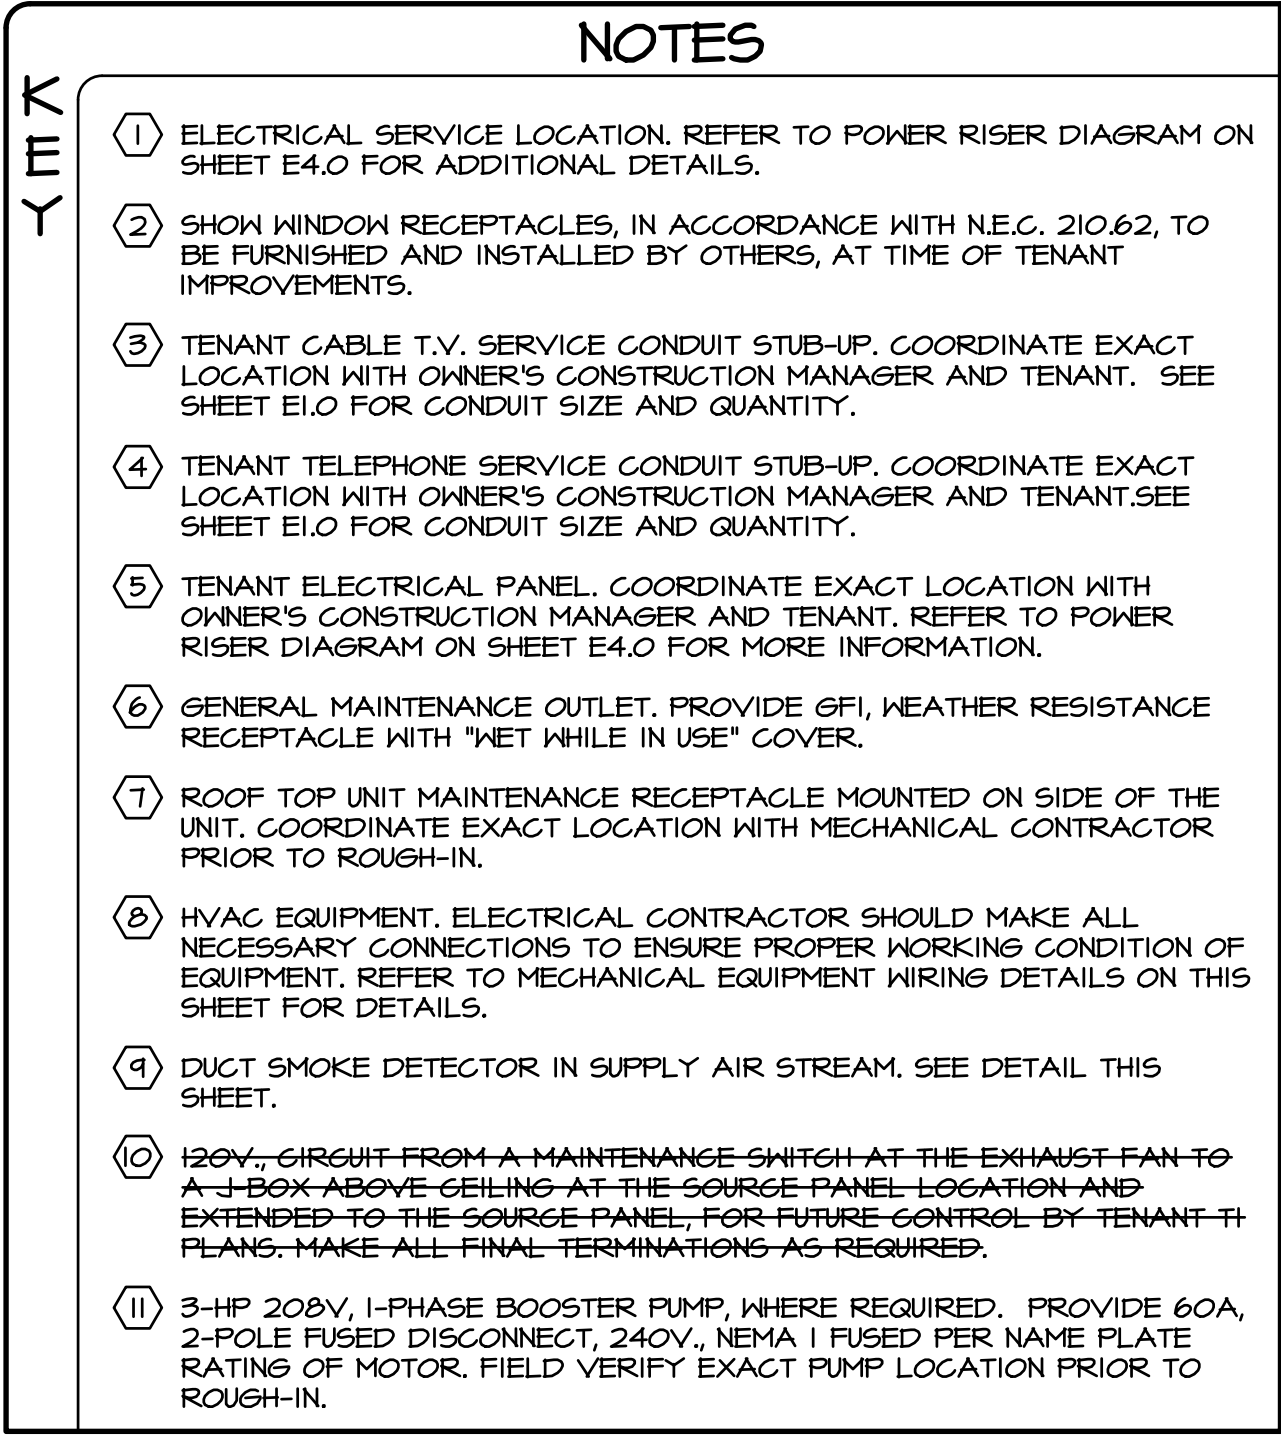 NOTES
KEY
1 ELECTRICAL SERVICE LOCATION. REFER TO POWER RISER DIAGRAM ON
SHEET E4.0 FOR ADDITIONAL DETAILS.
2 SHOW WINDOW RECEPTACLES, IN ACCORDANCE WITH N.E.C. 210.62, TO
BE FURNISHED AND INSTALLED BY OTHERS, AT TIME OF TENANT
IMPROVEMENTS.
3 TENANT CABLE T.V. SERVICE CONDUIT STUB-UP. COORDINATE EXACT
LOCATION WITH OWNER'S CONSTRUCTION MANAGER AND TENANT.  SEE
SHEET E1.0 FOR CONDUIT SIZE AND QUANTITY.
4 TENANT TELEPHONE SERVICE CONDUIT STUB-UP. COORDINATE EXACT
LOCATION WITH OWNER'S CONSTRUCTION MANAGER AND TENANT.SEE
SHEET E1.0 FOR CONDUIT SIZE AND QUANTITY.
5 TENANT ELECTRICAL PANEL. COORDINATE EXACT LOCATION WITH
OWNER'S CONSTRUCTION MANAGER AND TENANT. REFER TO POWER
RISER DIAGRAM ON SHEET E4.0 FOR MORE INFORMATION.
6 GENERAL MAINTENANCE OUTLET. PROVIDE GFI, WEATHER RESISTANCE
RECEPTACLE WITH "WET WHILE IN USE" COVER.
7 ROOF TOP UNIT MAINTENANCE RECEPTACLE MOUNTED ON SIDE OF THE
UNIT. COORDINATE EXACT LOCATION WITH MECHANICAL CONTRACTOR
PRIOR TO ROUGH-IN.
8 HVAC EQUIPMENT. ELECTRICAL CONTRACTOR SHOULD MAKE ALL
NECESSARY CONNECTIONS TO ENSURE PROPER WORKING CONDITION OF
EQUIPMENT. REFER TO MECHANICAL EQUIPMENT WIRING DETAILS ON THIS
SHEET FOR DETAILS.
9 DUCT SMOKE DETECTOR IN SUPPLY AIR STREAM. SEE DETAIL THIS
SHEET.
10 120V., CIRCUIT FROM A MAINTENANCE SWITCH AT THE EXHAUST FAN TO
A J-BOX ABOVE CEILING AT THE SOURCE PANEL LOCATION AND
EXTENDED TO THE SOURCE PANEL, FOR FUTURE CONTROL BY TENANT TI
PLANS. MAKE ALL FINAL TERMINATIONS AS REQUIRED.
11 3-HP 208V, 1-PHASE BOOSTER PUMP, WHERE REQUIRED.  PROVIDE 60A,
2-POLE FUSED DISCONNECT, 240V., NEMA 1 FUSED PER NAME PLATE
RATING OF MOTOR. FIELD VERIFY EXACT PUMP LOCATION PRIOR TO
ROUGH-IN.